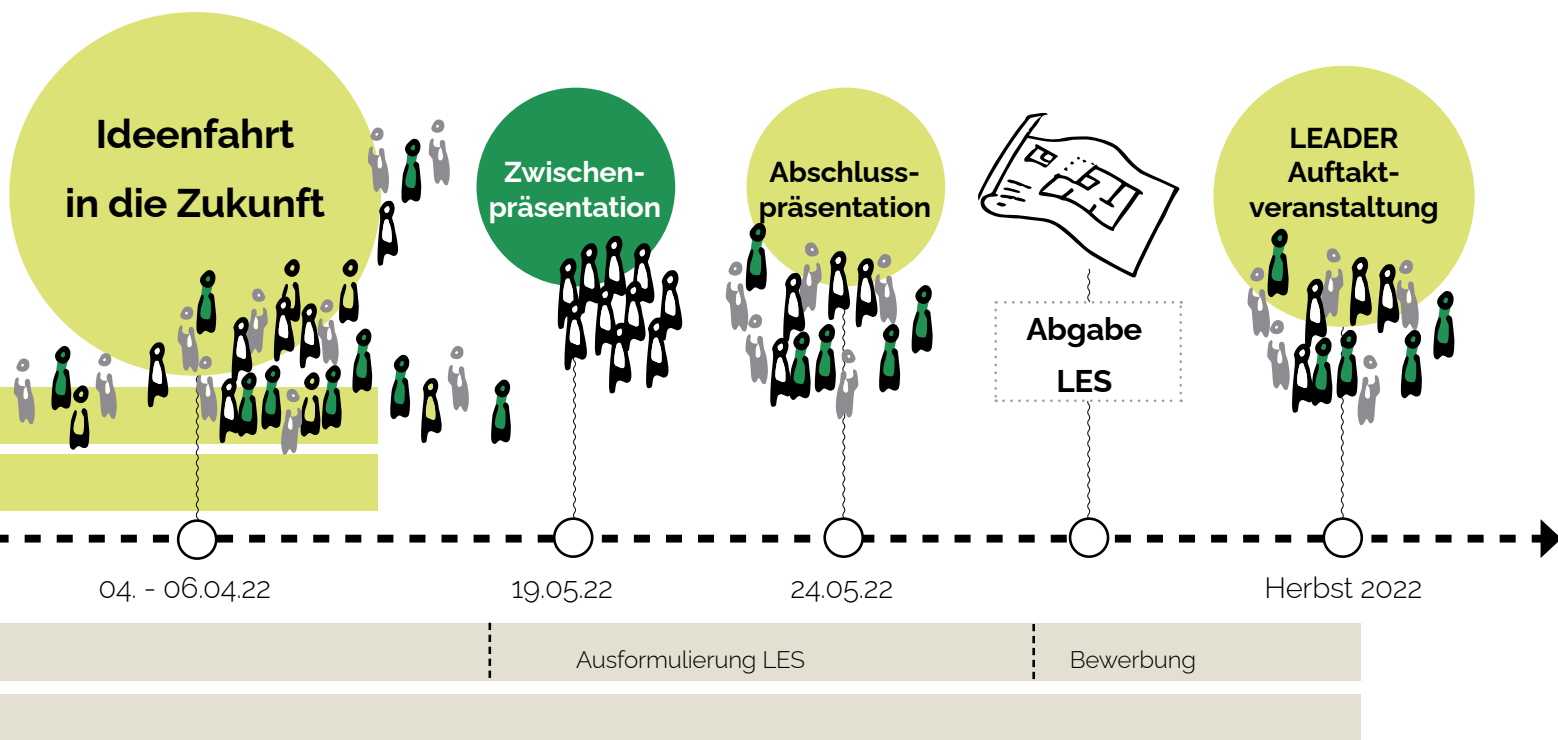 Ideenfahrt
in die Zukunft
Zwischen-
präsentation
Abschluss-
präsentation
Abgabe
LES
LEADER
Auftakt-
veranstaltung
04. - 06.04.22
19.05.22
24.05.22
Herbst 2022
Ausformulierung LES
Bewerbung